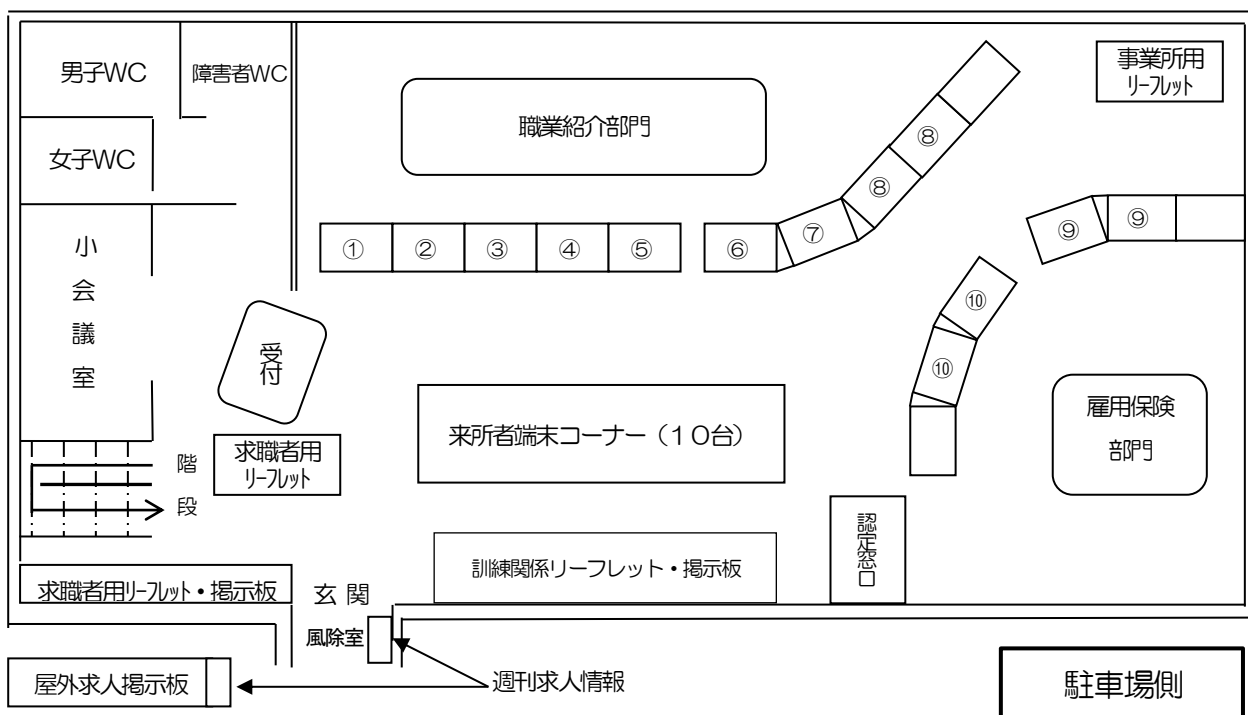 男子WC
障害者WC
女子WC
小会議室
職業紹介部門
事業所用
リーフレット
①
②
③
④
⑤
⑥
⑦
⑧
⑧
⑨
⑨
⑩
⑩
受付
求職者用
リーフレット
階段
来所者端末コーナー（１０台）
雇用保険
部門
認定窓口
訓練関係リーフレット・掲示板
求職者用リーフレット・掲示板
玄関
風除室
屋外求人掲示板
週刊求人情報
駐車場側